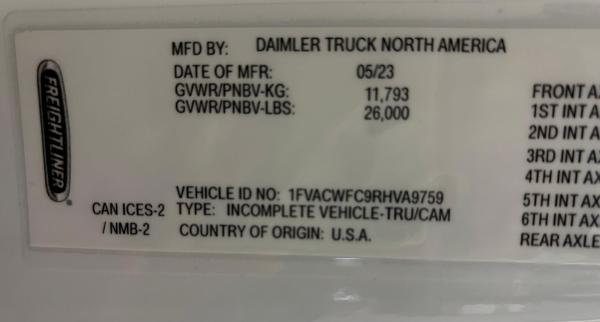 FREIGHTLINER
MFD BY: DAIMLER TRUCK NORTH AMERICA
DATE OF MFR: 05/23
GVWR/PNBV-KG: 11,793
GVWR/PNBV-LBS: 26,000
VEHICLE ID NO: 1FVACWFC9RHVA9759
CAN ICES-2 TYPE: INCOMPLETE VEHICLE-TRU/CAM
/ NMB-2 COUNTRY OF ORIGIN: U.S.A.
FRONT
1ST INT
2ND INT
3RD INT
4TH INT
5TH INT
6TH INT
REAR AXLE